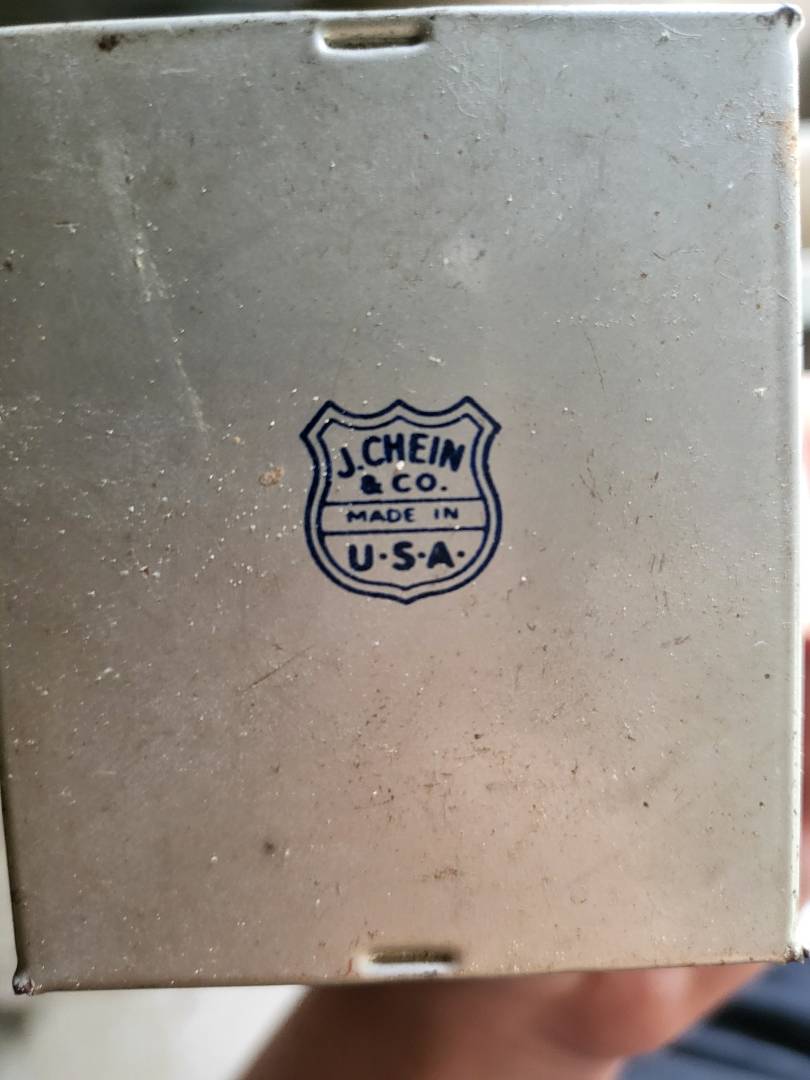 J. CHEIN
& CO.
MADE IN
U·S·A·